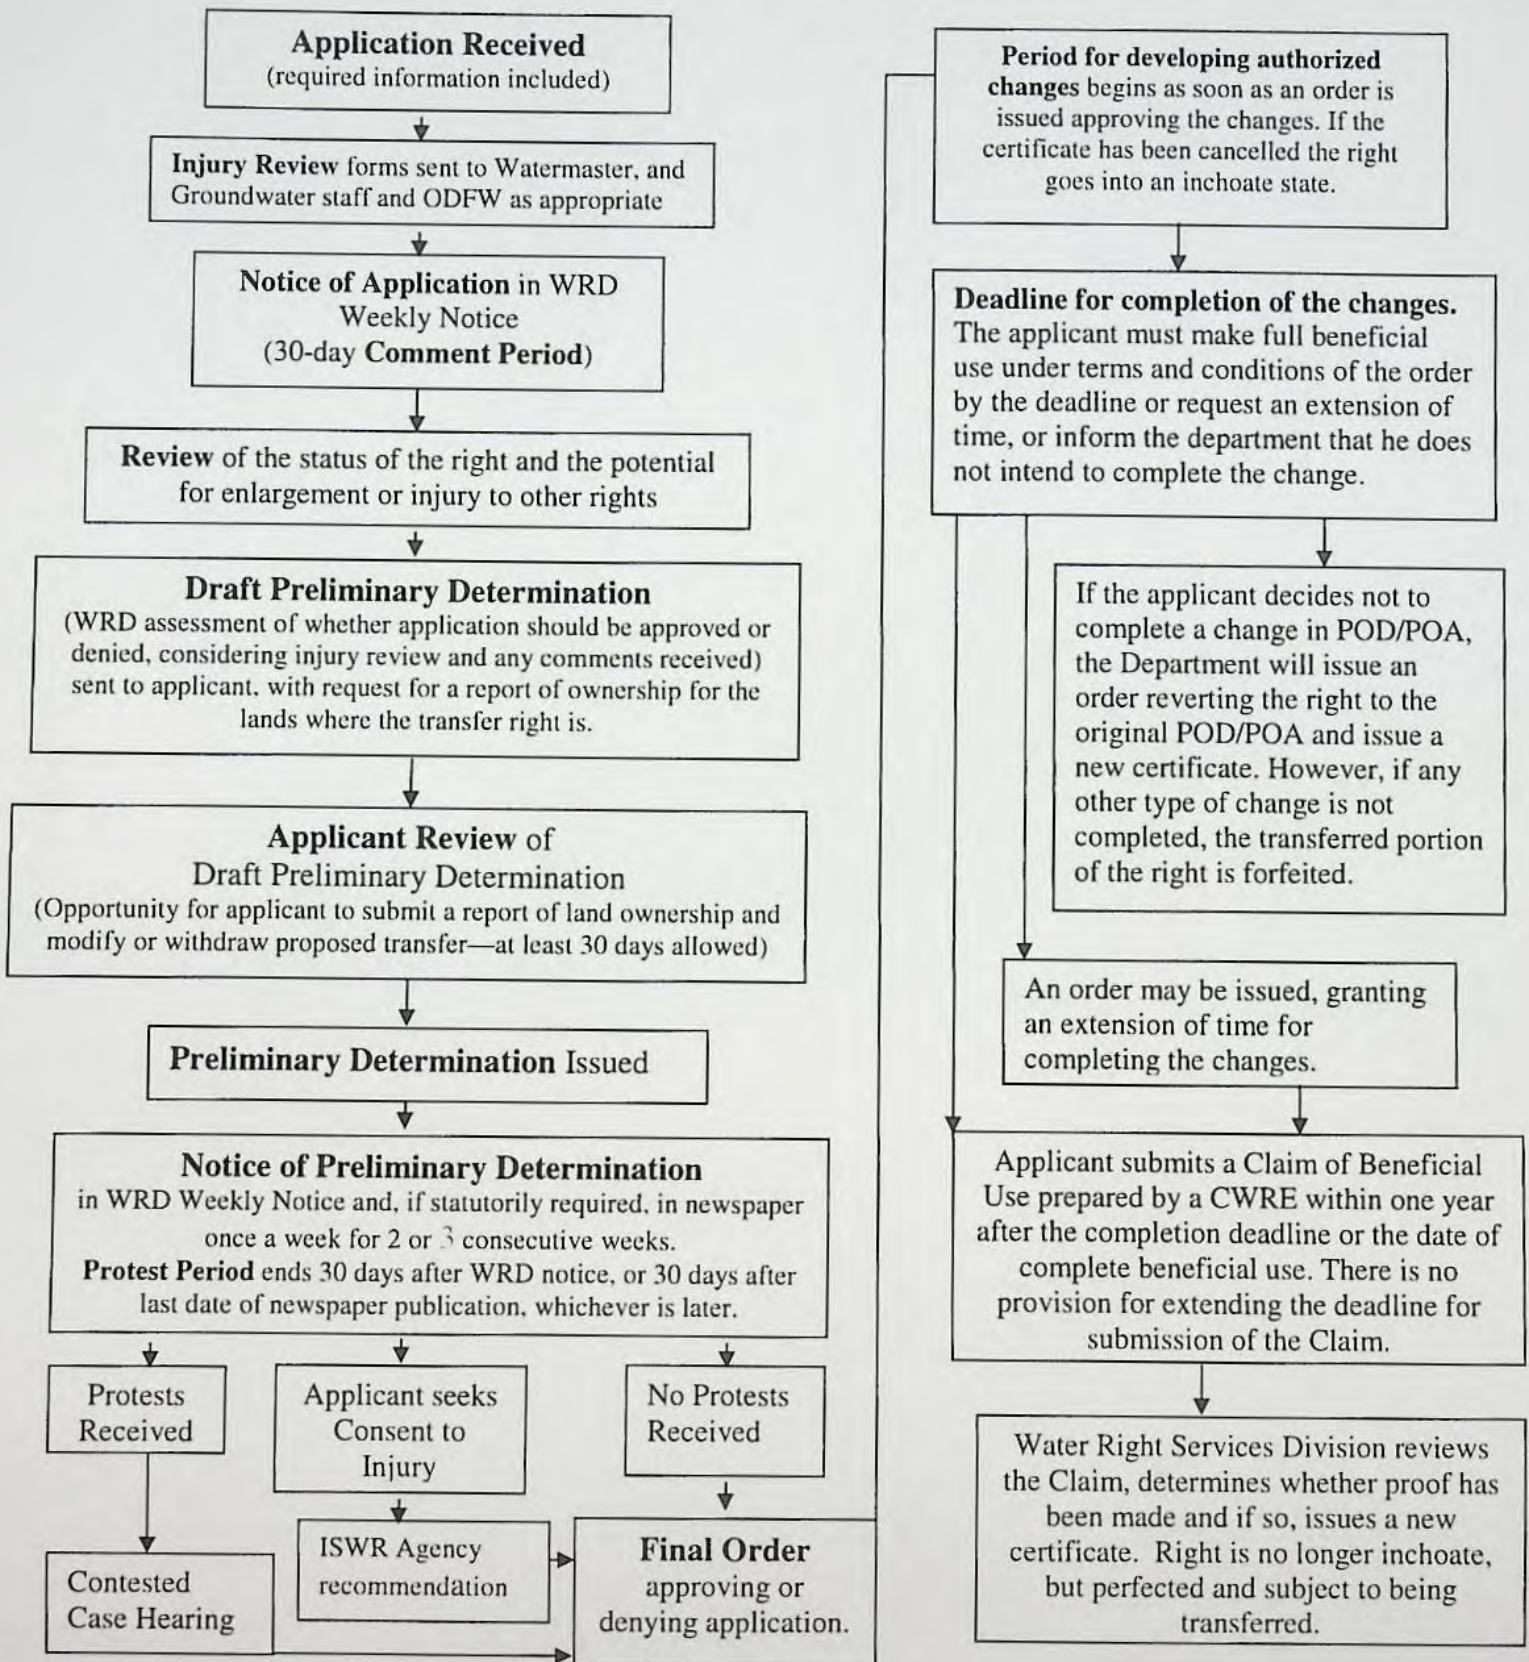 Application Received
(required information included)
Injury Review forms sent to Watermaster, and
Groundwater staff and ODFW as appropriate
Notice of Application in WRD
Weekly Notice
(30-day Comment Period)
Review of the status of the right and the potential
for enlargement or injury to other rights
Draft Preliminary Determination
(WRD assessment of whether application should be approved or
denied, considering injury review and any comments received)
sent to applicant, with request for a report of ownership for the
lands where the transfer right is.
Applicant Review of
Draft Preliminary Determination
(Opportunity for applicant to submit a report of land ownership and
modify or withdraw proposed transfer—at least 30 days allowed)
Preliminary Determination Issued
Notice of Preliminary Determination
in WRD Weekly Notice and, if statutorily required, in newspaper
once a week for 2 or 3 consecutive weeks.
Protest Period ends 30 days after WRD notice, or 30 days after
last date of newspaper publication, whichever is later.
Protests
Received
Applicant seeks
Consent to
Injury
No Protests
Received
Contested
Case Hearing
ISWR Agency
recommendation
Final Order
approving or
denying application.
Period for developing authorized
changes begins as soon as an order is
issued approving the changes. If the
certificate has been cancelled the right
goes into an inchoate state.
Deadline for completion of the changes.
The applicant must make full beneficial
use under terms and conditions of the order
by the deadline or request an extension of
time, or inform the department that he does
not intend to complete the change.
If the applicant decides not to
complete a change in POD/POA,
the Department will issue an
order reverting the right to the
original POD/POA and issue a
new certificate. However, if any
other type of change is not
completed, the transferred portion
of the right is forfeited.
An order may be issued, granting
an extension of time for
completing the changes.
Applicant submits a Claim of Beneficial
Use prepared by a CWRE within one year
after the completion deadline or the date of
complete beneficial use. There is no
provision for extending the deadline for
submission of the Claim.
Water Right Services Division reviews
the Claim, determines whether proof has
been made and if so, issues a new
certificate. Right is no longer inchoate,
but perfected and subject to being
transferred.